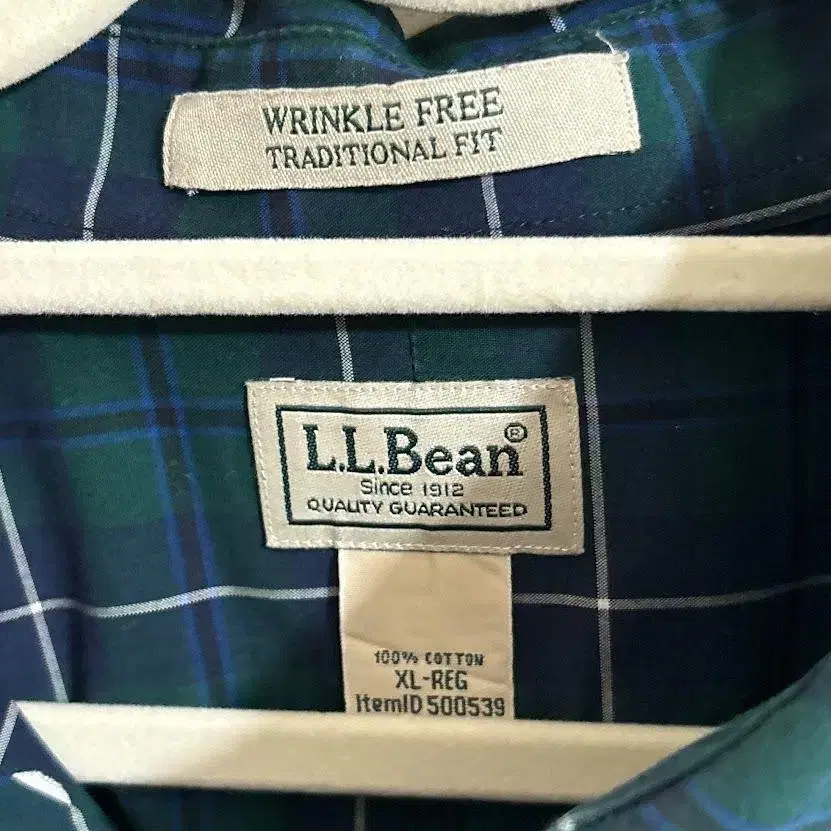 WRINKLE FREE
TRADITIONAL FIT
L.L.Bean®
Since 1912
QUALITY GUARANTEED
100% COTTON
XL-REG
ItemID 500539